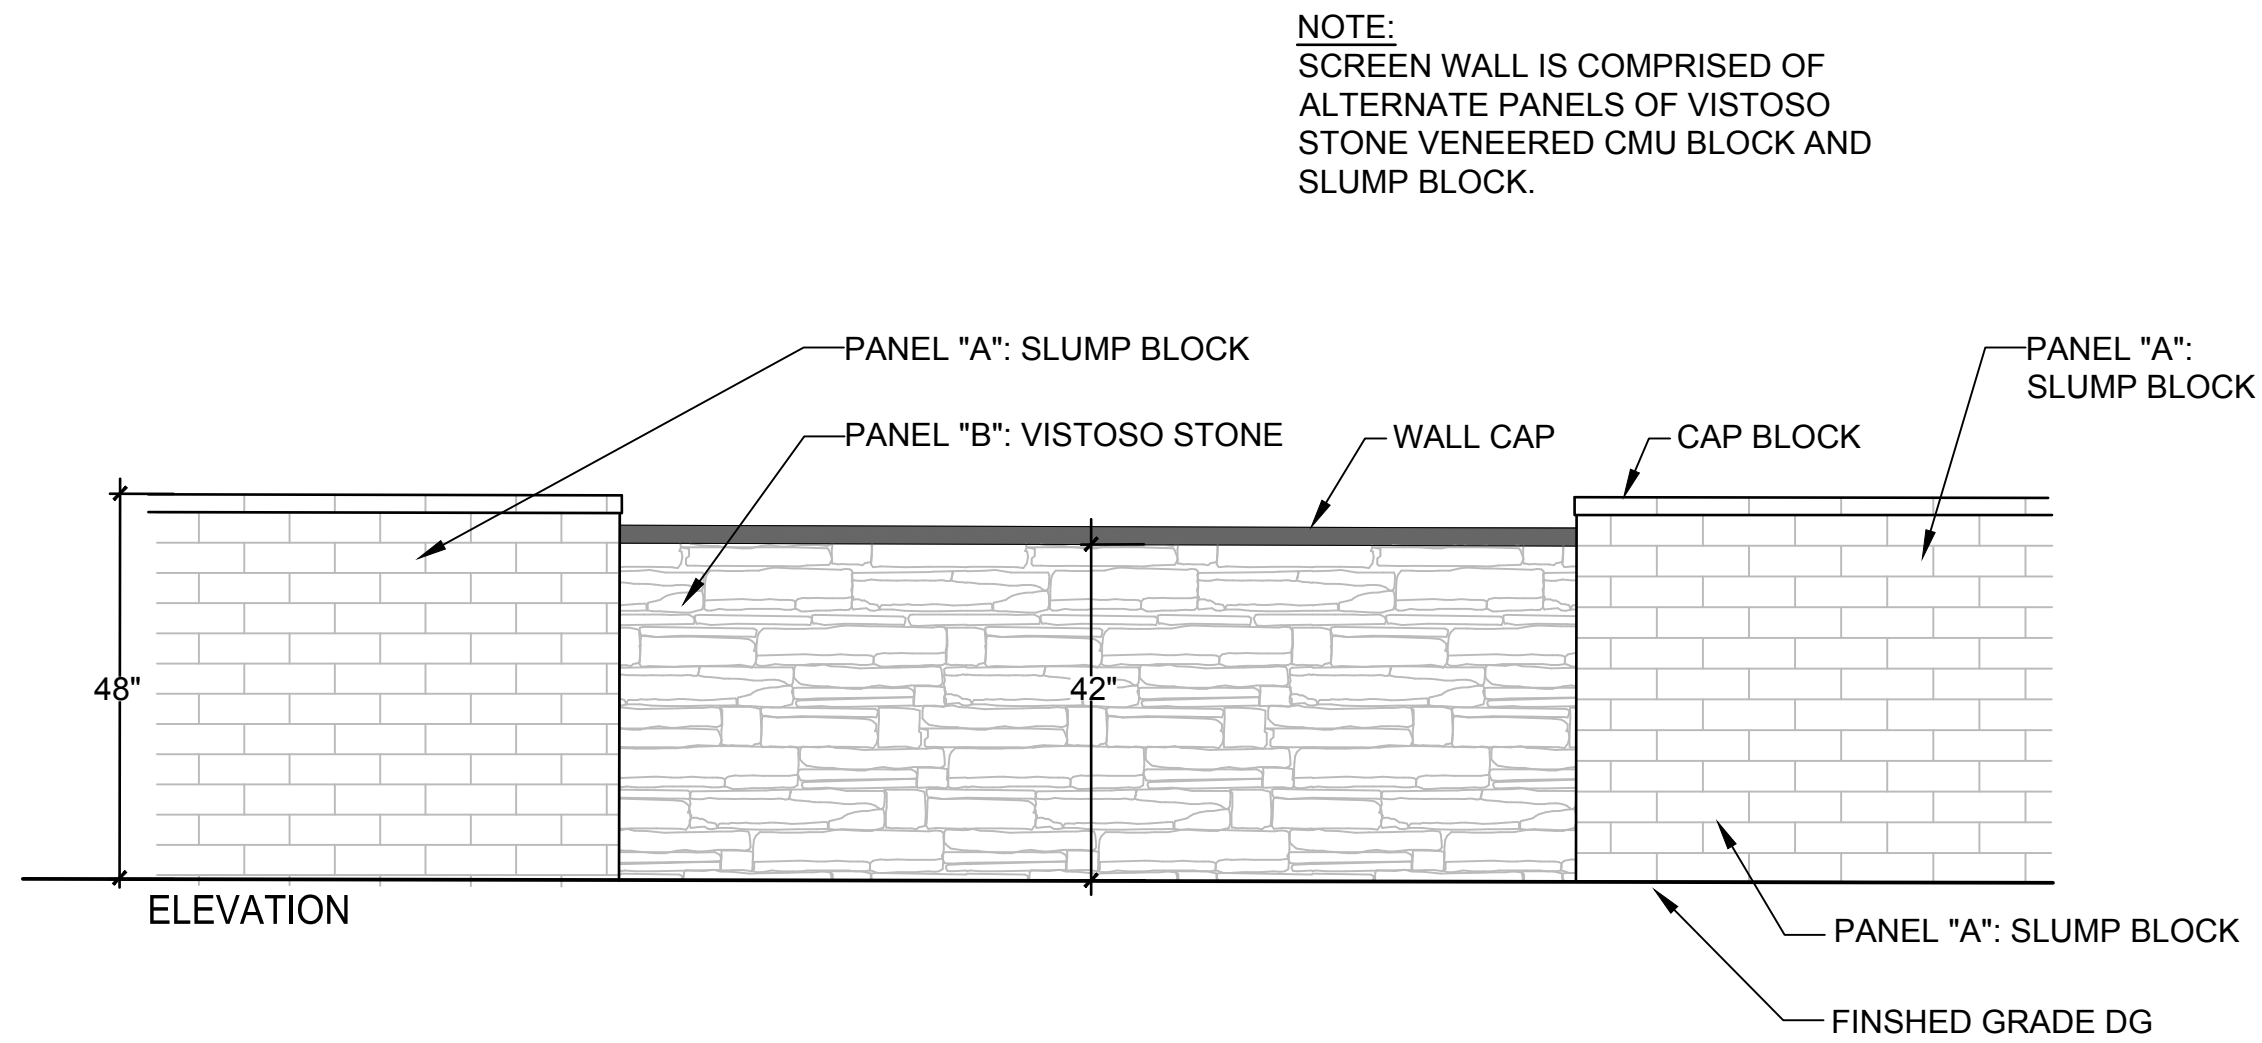 NOTE:
SCREEN WALL IS COMPRISED OF
ALTERNATE PANELS OF VISTOSO
STONE VENEERED CMU BLOCK AND
SLUMP BLOCK.
PANEL "A": SLUMP BLOCK
PANEL "A":
SLUMP BLOCK
PANEL "B": VISTOSO STONE
WALL CAP
CAP BLOCK
48"
42"
ELEVATION
PANEL "A": SLUMP BLOCK
FINSHED GRADE DG